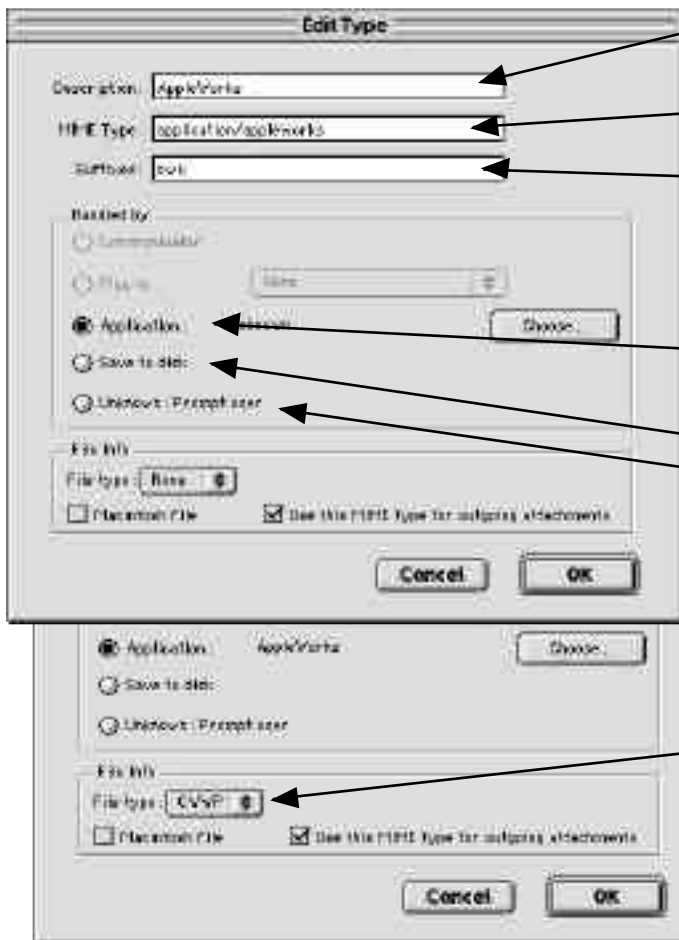 Edit Type
Description: AppleWorks
MIME Type: application/appleworks
Suffixes: cwk
Handled by
Communicator
Plug-in: None
Application: Choose...
Save to disk
Unknown: Prompt user
File Info
File type: None
Macintosh File Use this MIME type for outgoing attachments
Cancel OK
Application: AppleWorks Choose...
Save to disk
Unknown: Prompt user
File Info
File type: CWWP
Macintosh File Use this MIME type for outgoing attachments
Cancel OK